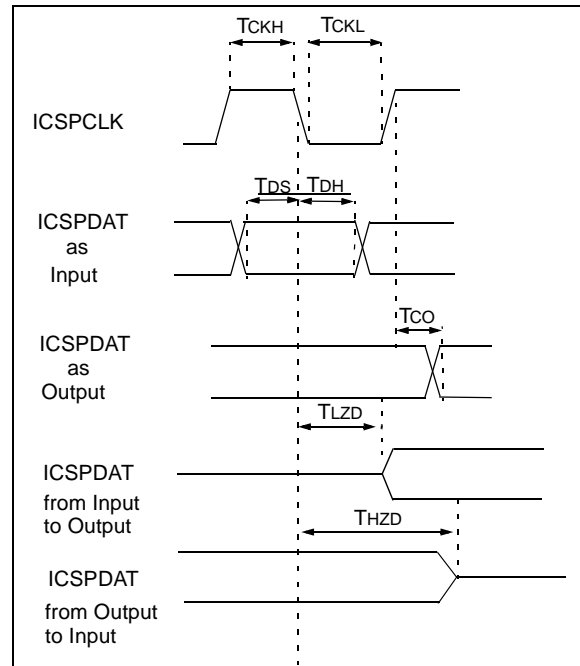 TCKH TCKL
ICSPCLK
TDS TDH
ICSPDAT
as
Input
TCO
ICSPDAT
as
Output
TLZD
ICSPDAT
from Input
to Output
THZD
ICSPDAT
from Output
to Input